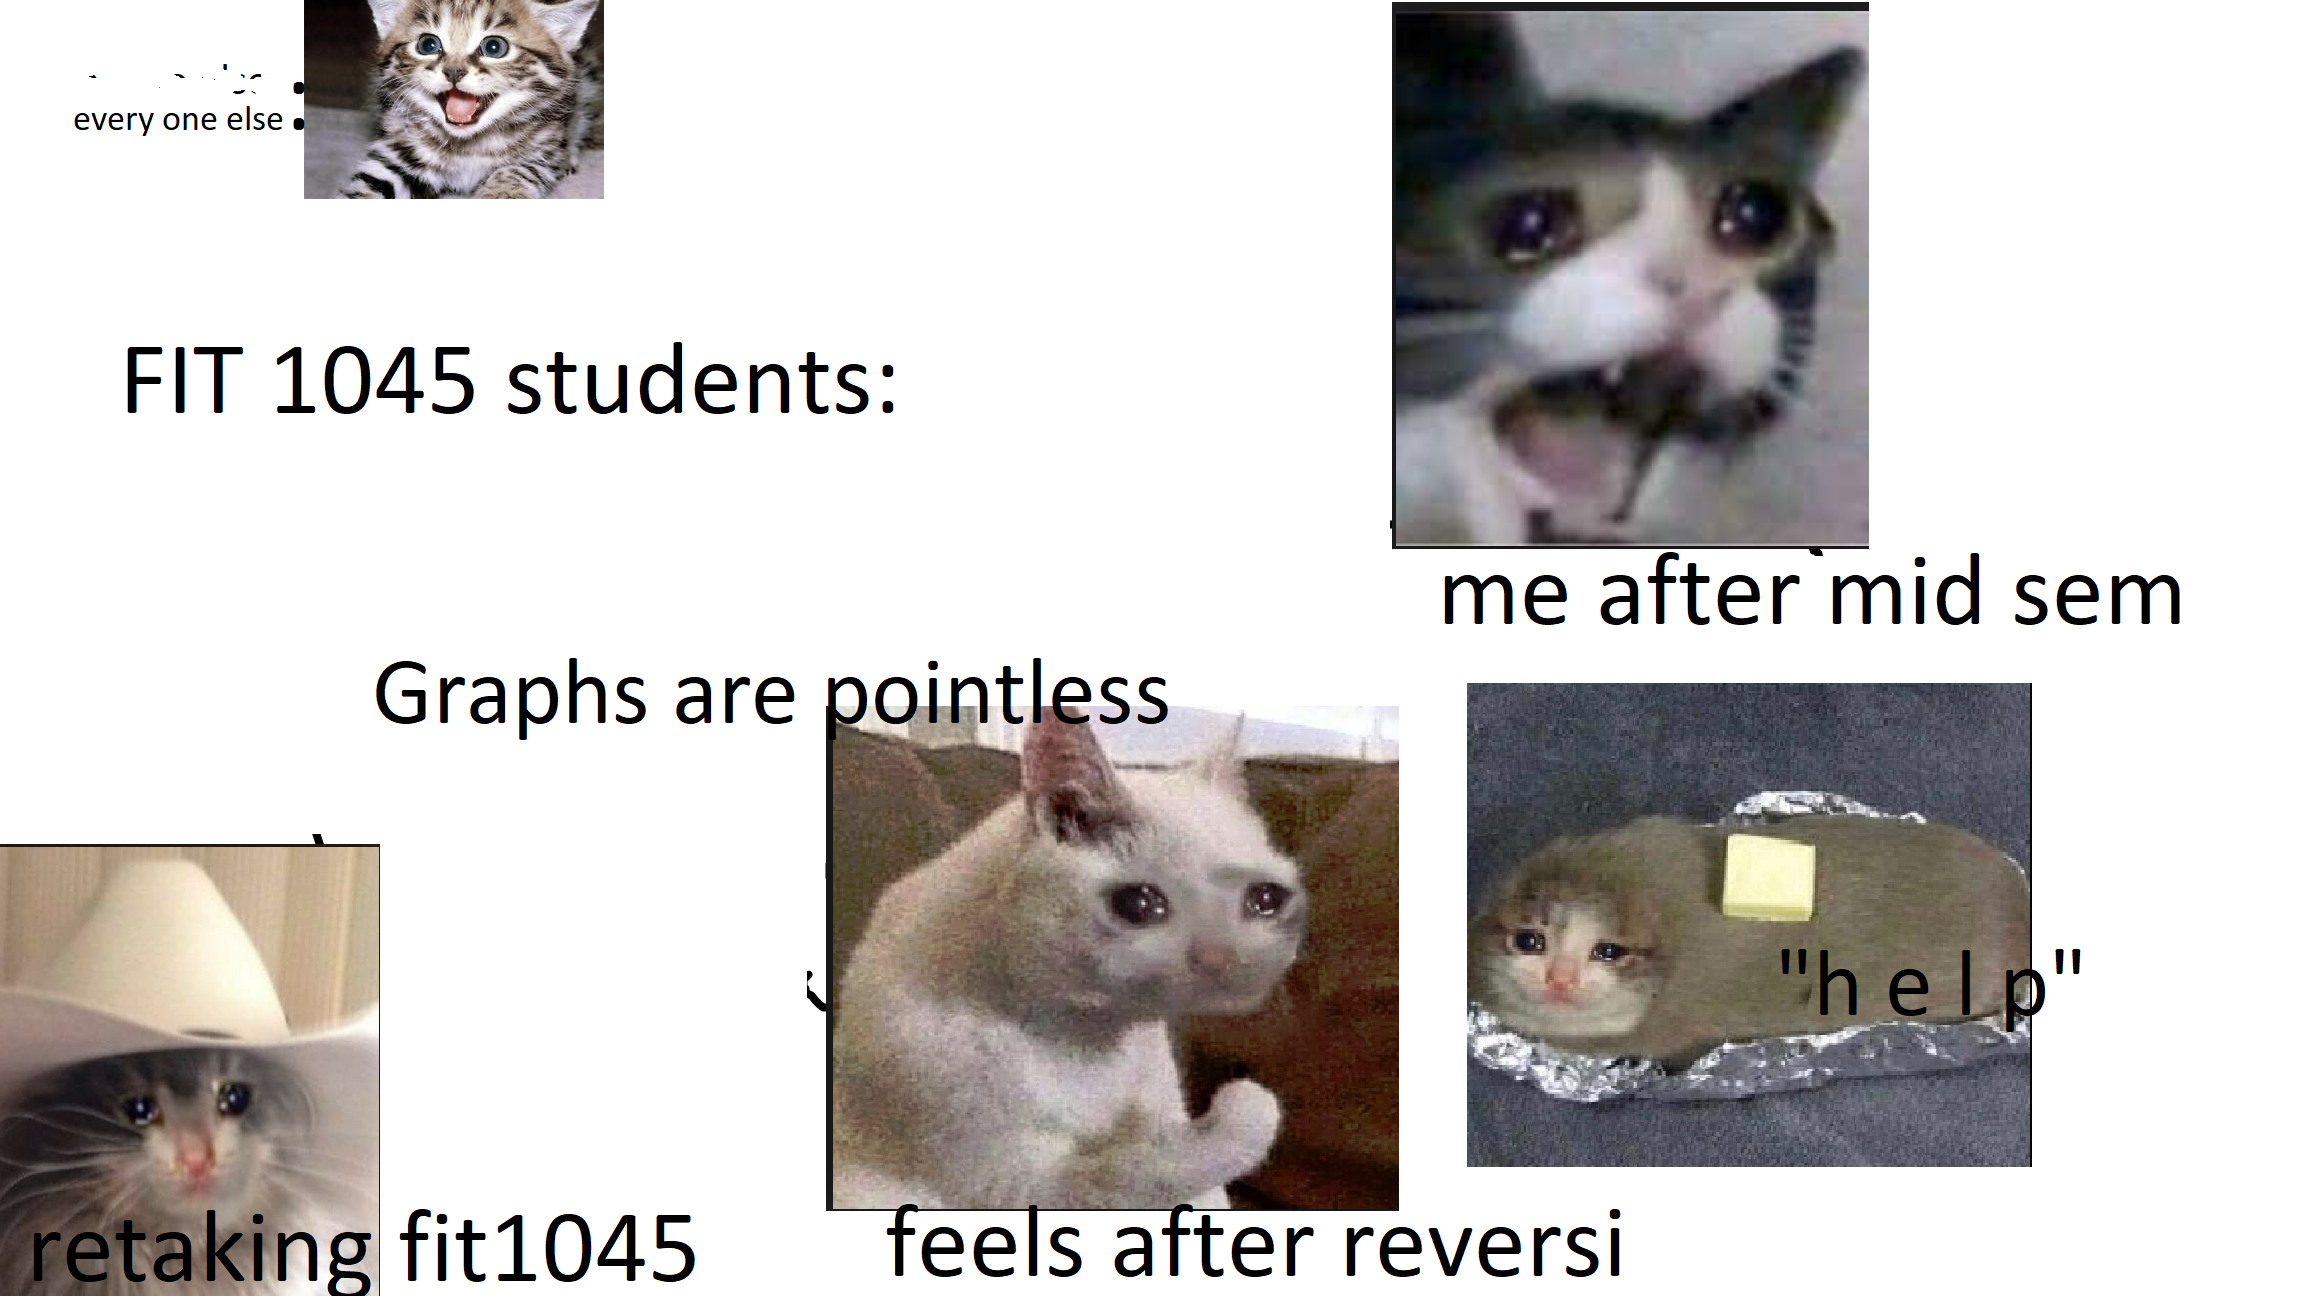 every one else :
FIT 1045 students:
me after mid sem
Graphs are pointless
"h e l p"
retaking fit1045
feels after reversi